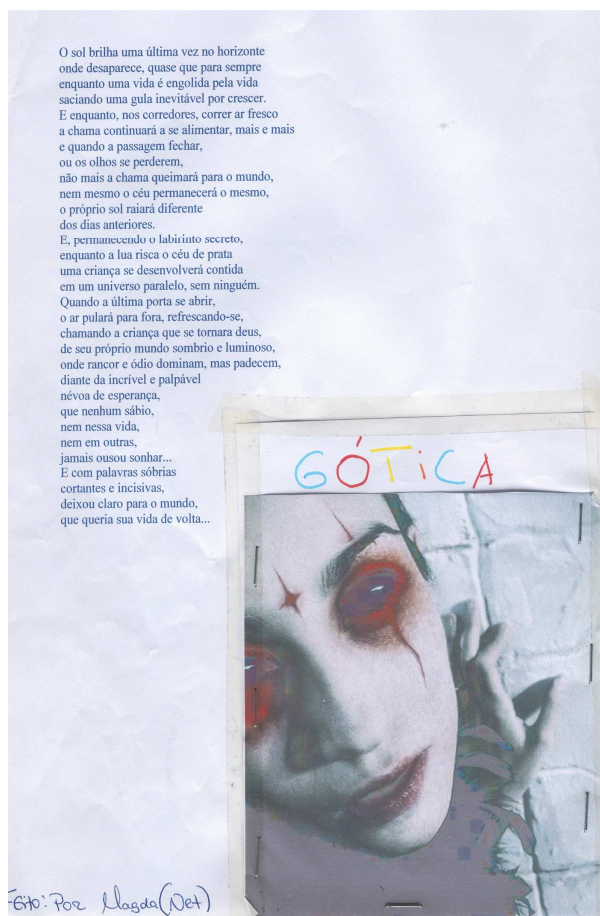 O sol brilha uma última vez no horizonte
onde desaparece, quase que para sempre
enquanto uma vida é engolida pela vida
saciando uma gula inevitável por crescer.
E enquanto, nos corredores, correr ar fresco
a chama continuará a se alimentar, mais e mais
e quando a passagem fechar,
ou os olhos se perderem,
não mais a chama queimará para o mundo,
nem mesmo o céu permanecerá o mesmo,
o próprio sol raiará diferente
dos dias anteriores.
E, permanecendo o labirinto secreto,
enquanto a lua risca o céu de prata
uma criança se desenvolverá contida
em um universo paralelo, sem ninguém.
Quando a última porta se abrir,
o ar pulará para fora, refrescando-se,
chamando a criança que se tornara deus,
de seu próprio mundo sombrio e luminoso,
onde rancor e ódio dominam, mas padecem,
diante da incrível e palpável
névoa de esperança,
que nenhum sábio,
nem nessa vida,
nem em outras,
jamais ousou sonhar...
E com palavras sóbrias
cortantes e incisivas,
deixou claro para o mundo,
que queria sua vida de volta...
GÓTICA
Feito: Por Magda (Net)